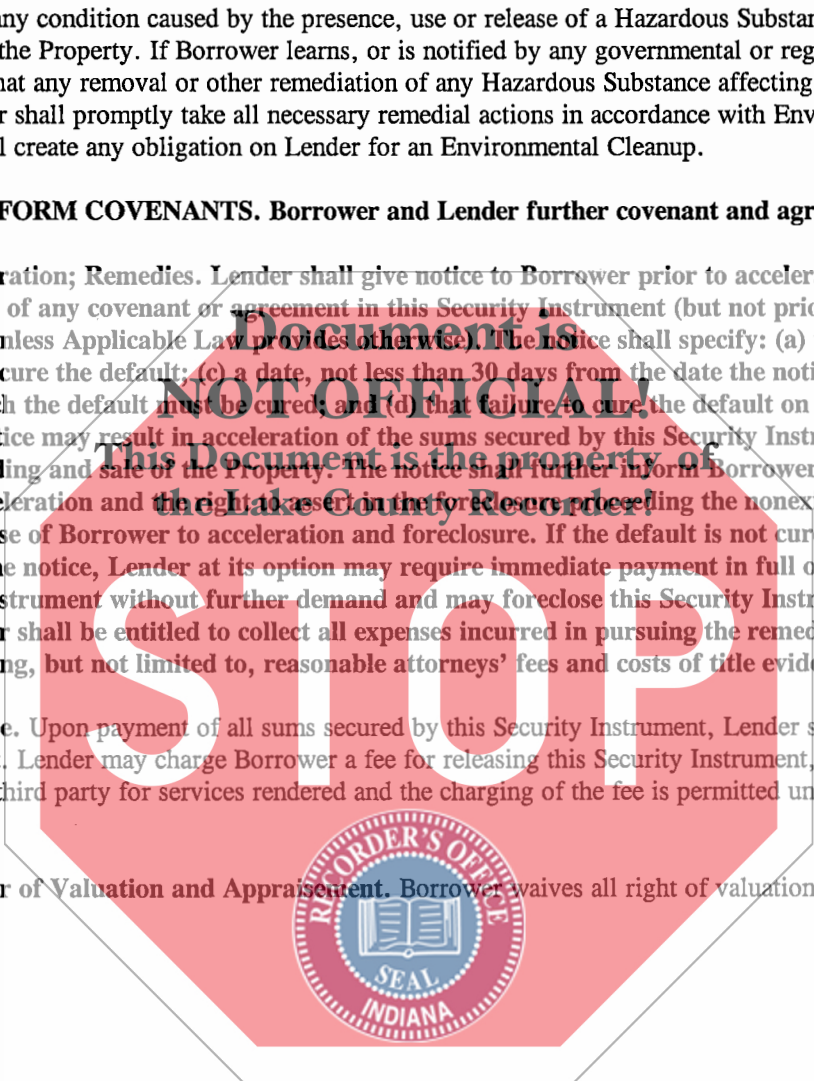 any condition caused by the presence, use or release of a Hazardous Substan
the Property. If Borrower learns, or is notified by any governmental or reg
hat any removal or other remediation of any Hazardous Substance affecting
r shall promptly take all necessary remedial actions in accordance with Env
l create any obligation on Lender for an Environmental Cleanup.
FORM COVENANTS. Borrower and Lender further covenant and agr
ration; Remedies. Lender shall give notice to Borrower prior to acceler
of any covenant or agreement in this Security Instrument (but not prio
nless Applicable Law provides otherwise). The notice shall specify: (a)
cure the default; (c) a date, not less than 30 days from the date the noti
h the default must be cured; and (d) that failure to cure the default on
ice may result in acceleration of the sums secured by this Security Instr
ling and sale of the Property. The notice shall further inform Borrower
leration and the right to assert in the foreclosure proceeding the nonex
se of Borrower to acceleration and foreclosure. If the default is not cur
e notice, Lender at its option may require immediate payment in full o
strument without further demand and may foreclose this Security Instr
r shall be entitled to collect all expenses incurred in pursuing the remed
ng, but not limited to, reasonable attorneys' fees and costs of title evide
e. Upon payment of all sums secured by this Security Instrument, Lender s
. Lender may charge Borrower a fee for releasing this Security Instrument,
third party for services rendered and the charging of the fee is permitted un
r of Valuation and Appraisement. Borrower waives all right of valuation
Document is
NOT OFFICIAL!
This Document is the property of
the Lake County Recorder!
STOP
RECORDER'S OFFICE
SEAL
INDIANA